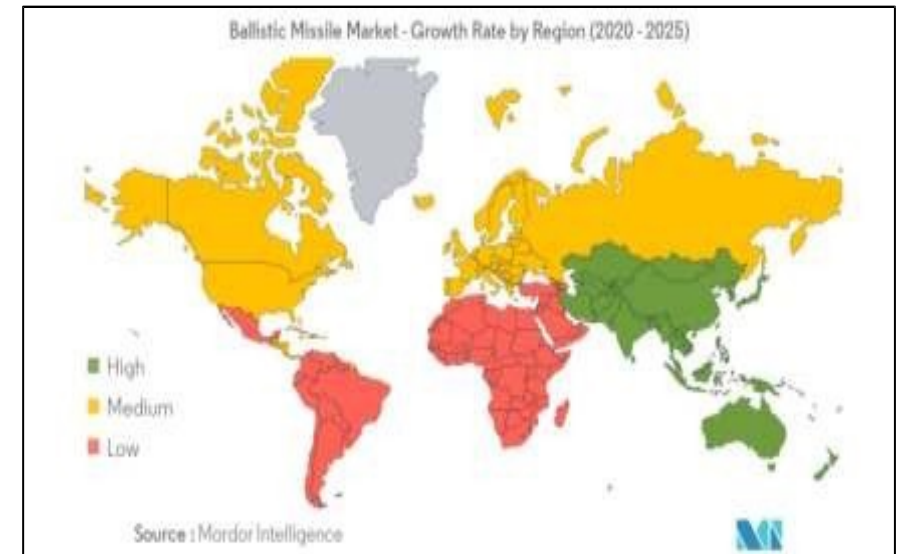 Ballistic Missile Market - Growth Rate by Region (2020 - 2025)
High
Medium
Low
Source : Mordor Intelligence